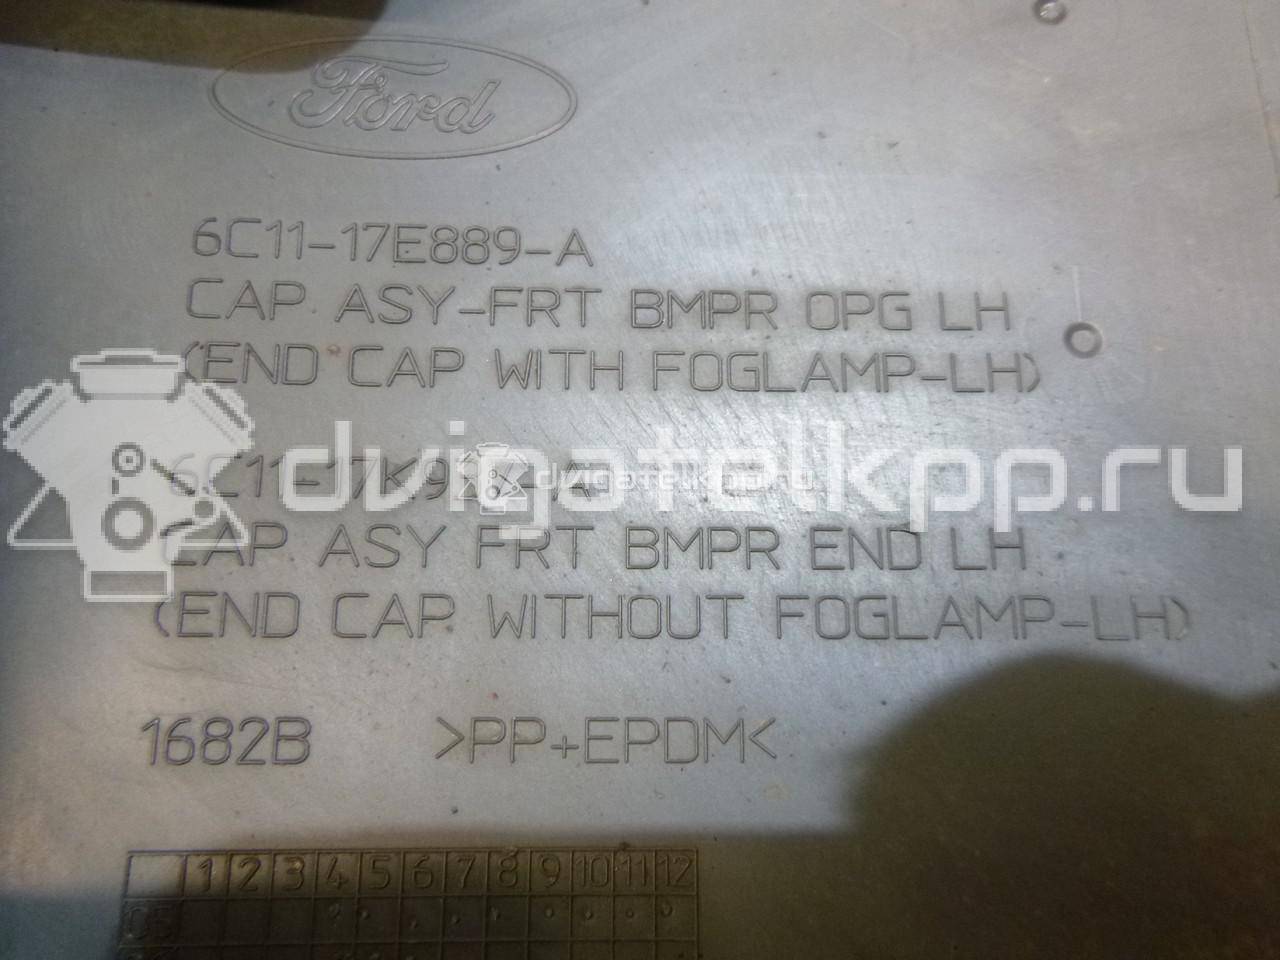 Ford
6C11-17E889-A
CAP ASY-FRT BMPR OPG LH
(END CAP WITH FOGLAMP-LH)
dvigatelkpp.ru
CAP ASY FRT BMPR END LH
(END CAP WITHOUT FOGLAMP-LH)
1682B >PP+EPDM<
1 2 3 4 5 6 7 8 9 10 11 12
05